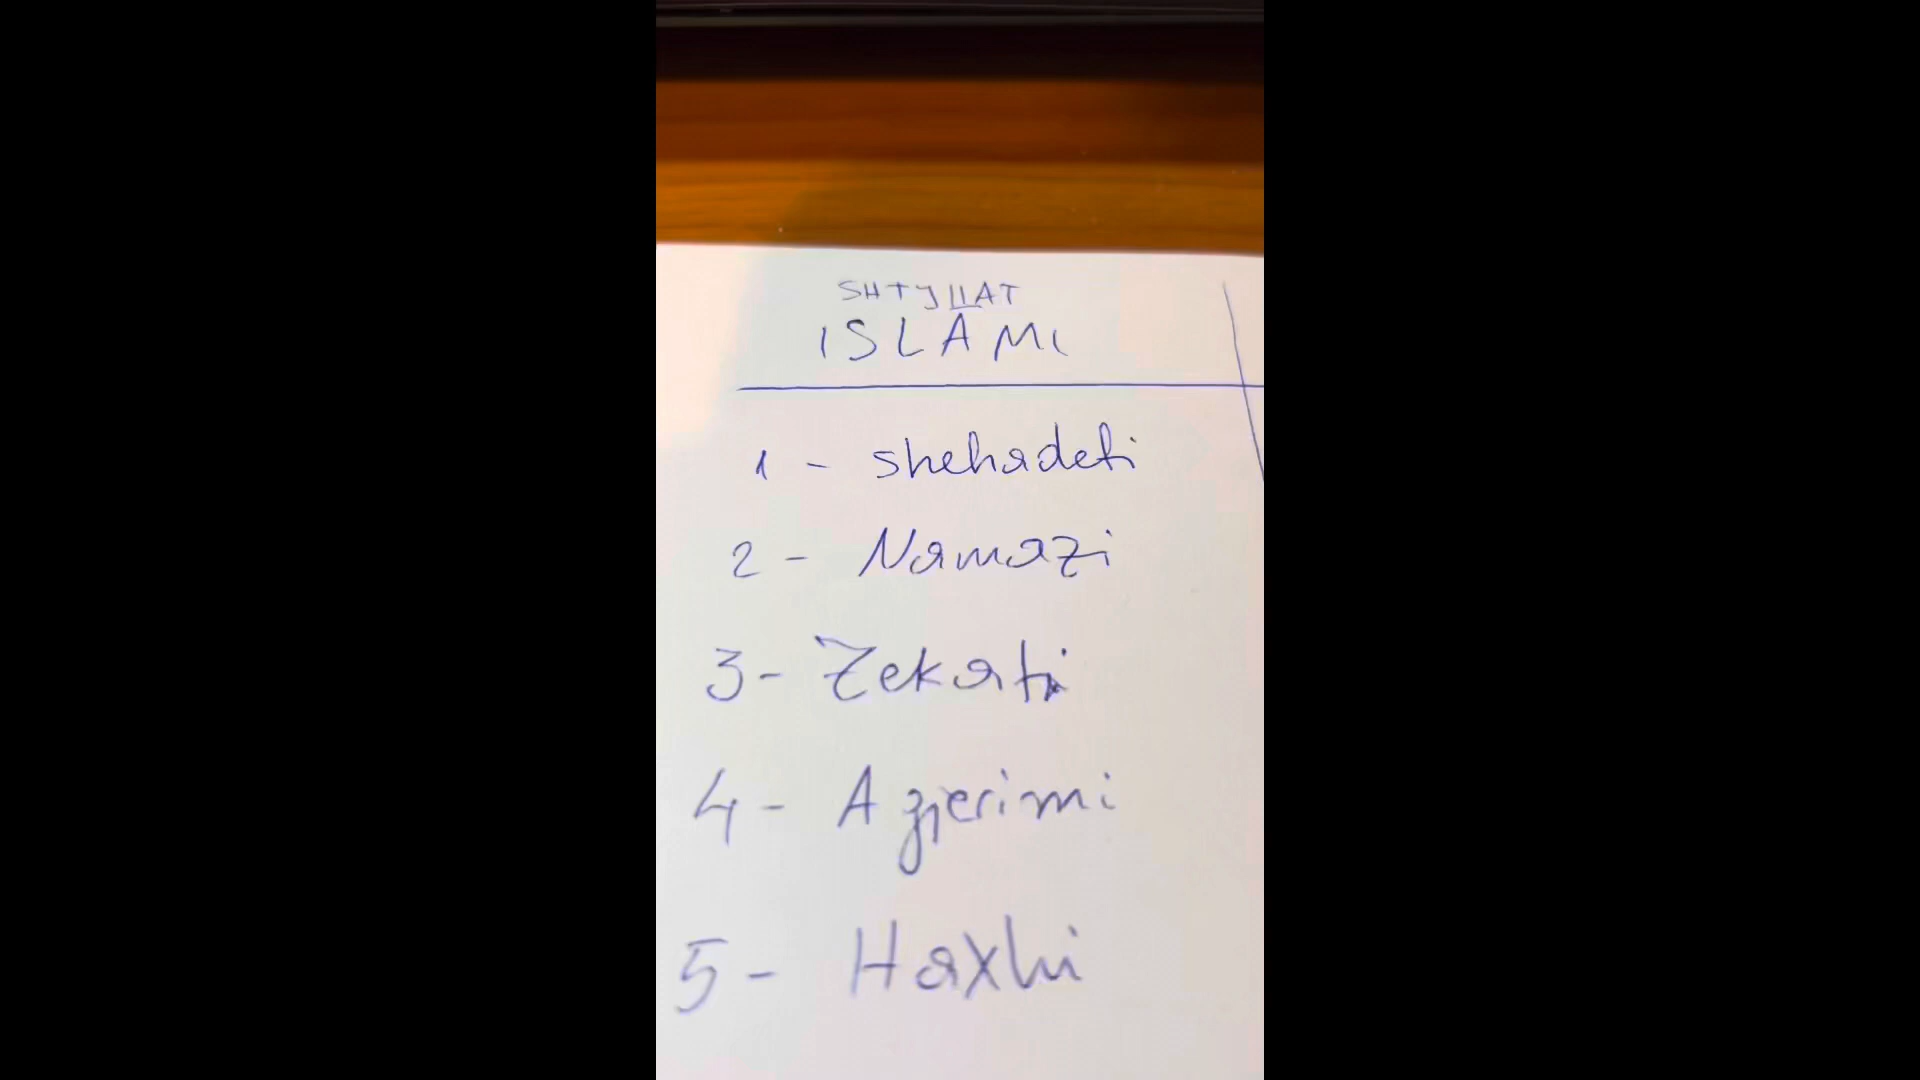 SHTYLLAT
ISLAMI
1 - shehadeti
2 - Namazi
3 - Zekati
4 - Agjerimi
5 - Haxhi